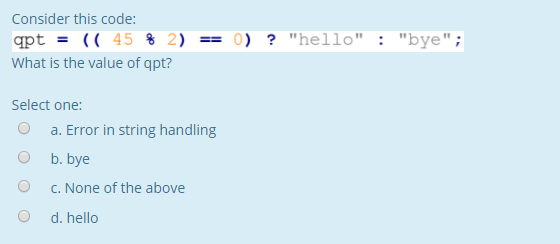 Consider this code:
qpt = (( 45 % 2) == 0) ? "hello" : "bye";
What is the value of qpt?
Select one:
a. Error in string handling
b. bye
c. None of the above
d. hello